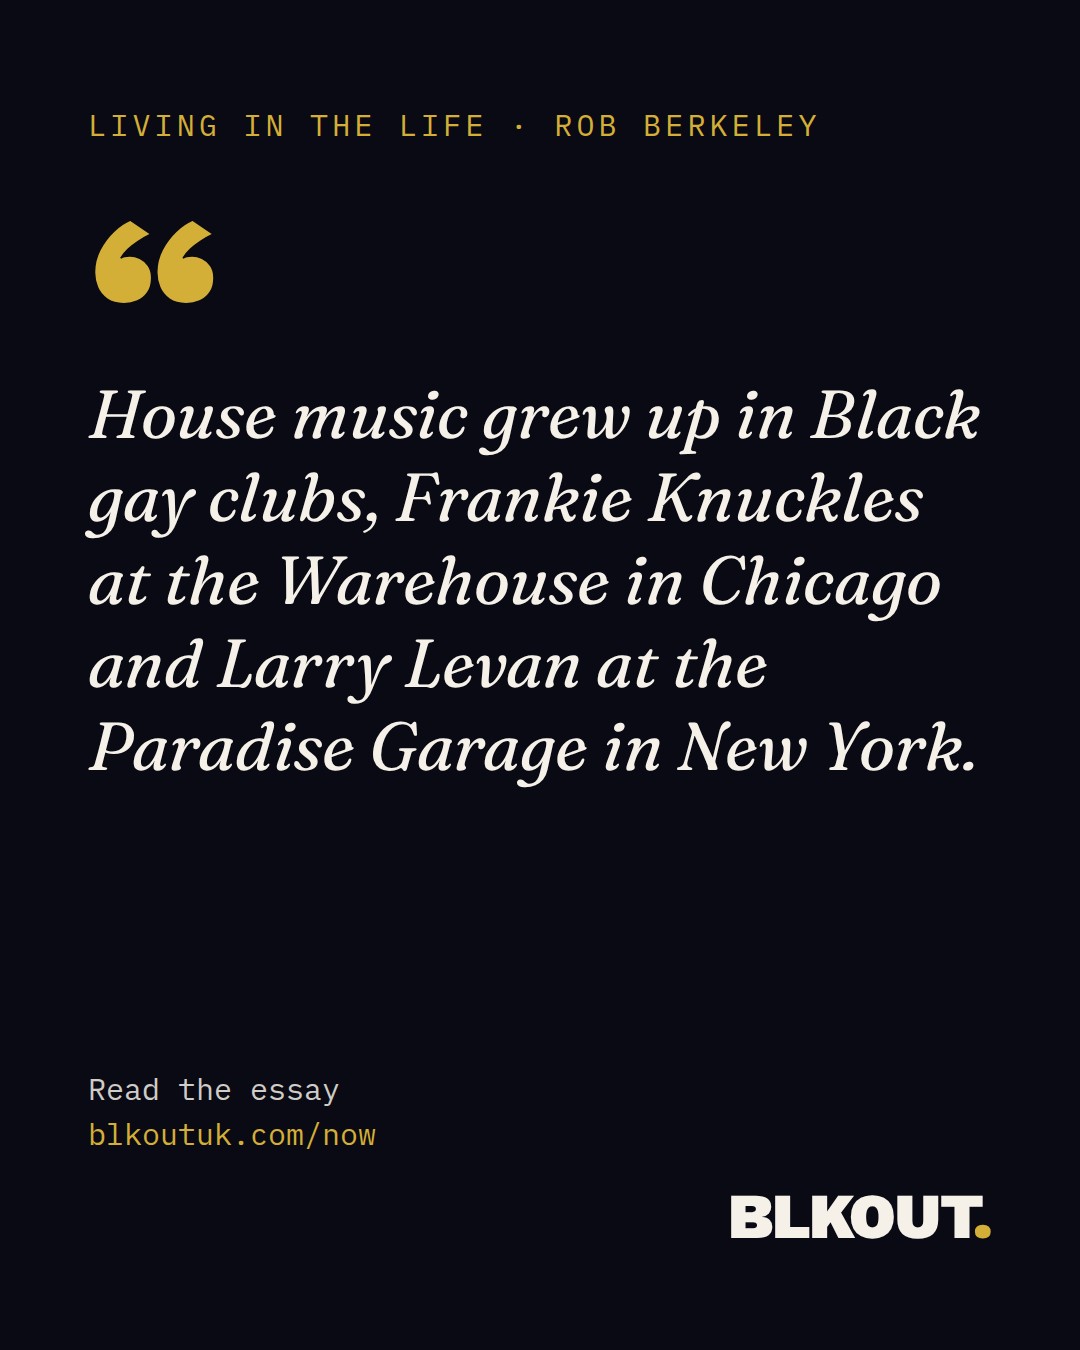 LIVING IN THE LIFE · ROB BERKELEY
“
House music grew up in Black
gay clubs, Frankie Knuckles
at the Warehouse in Chicago
and Larry Levan at the
Paradise Garage in New York.
Read the essay
blkoutuk.com/now
BLKOUT.